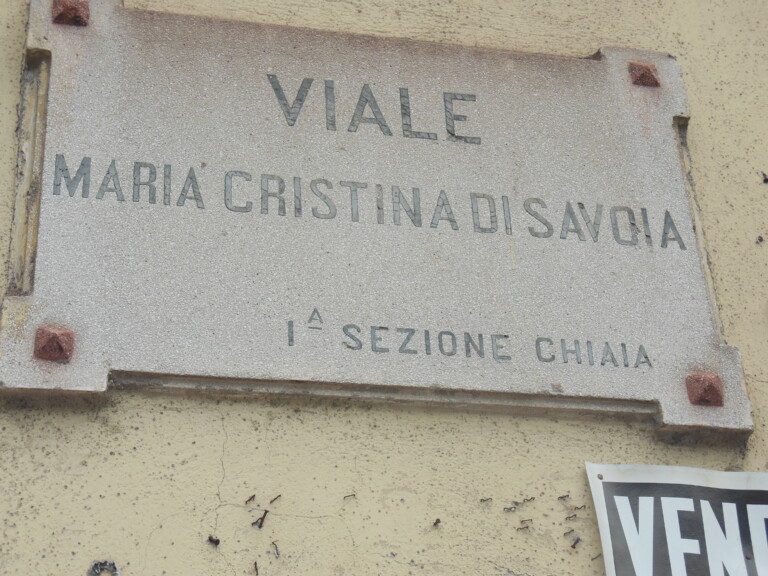 VIALE
MARIA CRISTINA DI SAVOIA
1A SEZIONE CHIAIA